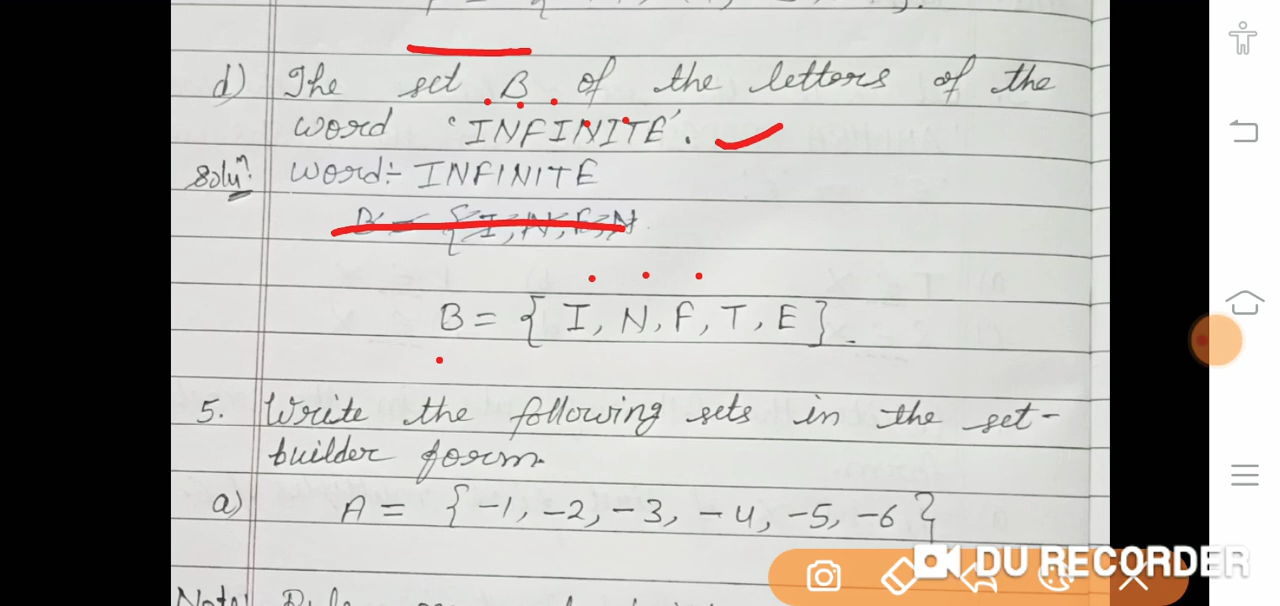 d) The set B of the letters of the
word 'INFINITE'.
Soluⁿ: word:- INFINITE
B = {I, N, F, N
B = { I, N, F, T, E }.
5. Write the following sets in the set-
builder form.
a) A = { -1, -2, -3, -4, -5, -6 }
DU RECORDER